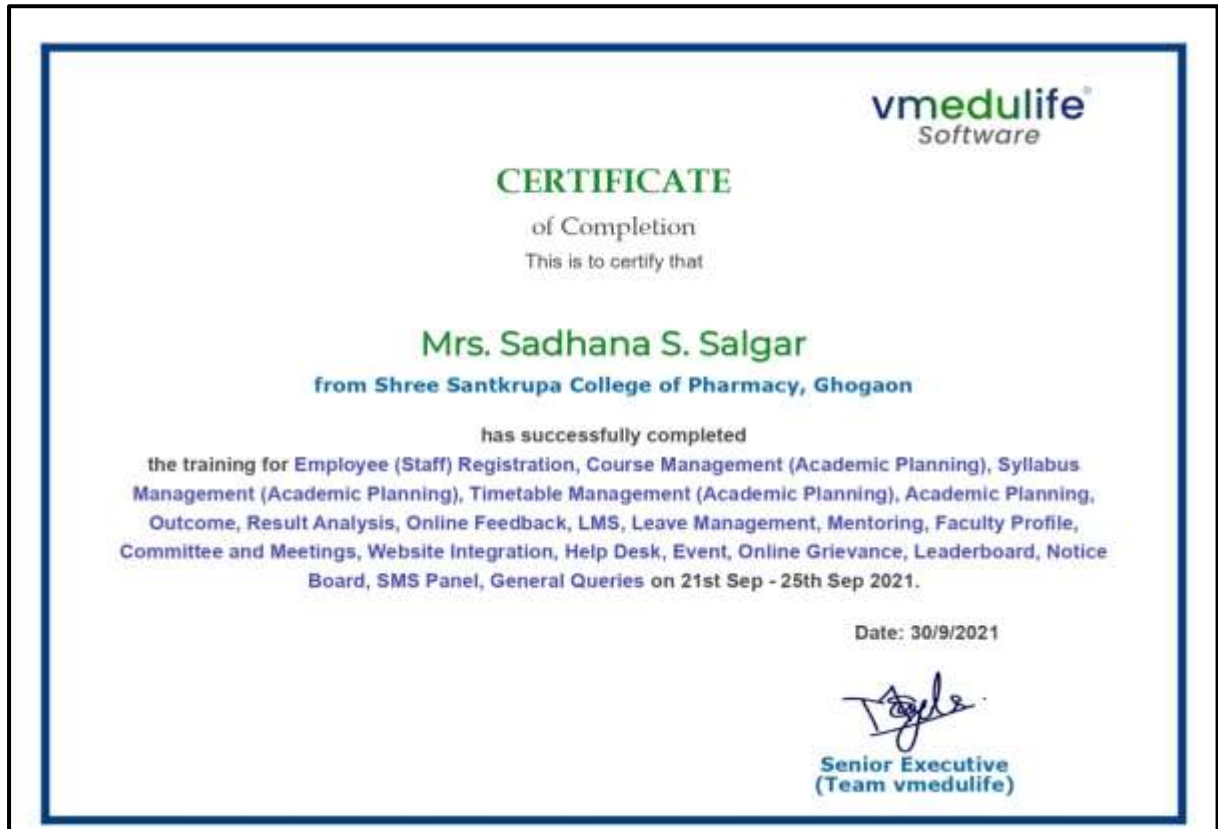 vmedulife®
Software
CERTIFICATE
of Completion
This is to certify that
Mrs. Sadhana S. Salgar
from Shree Santkrupa College of Pharmacy, Ghogaon
has successfully completed
the training for Employee (Staff) Registration, Course Management (Academic Planning), Syllabus
Management (Academic Planning), Timetable Management (Academic Planning), Academic Planning,
Outcome, Result Analysis, Online Feedback, LMS, Leave Management, Mentoring, Faculty Profile,
Committee and Meetings, Website Integration, Help Desk, Event, Online Grievance, Leaderboard, Notice
Board, SMS Panel, General Queries on 21st Sep - 25th Sep 2021.
Date: 30/9/2021
Senior Executive
(Team vmedulife)